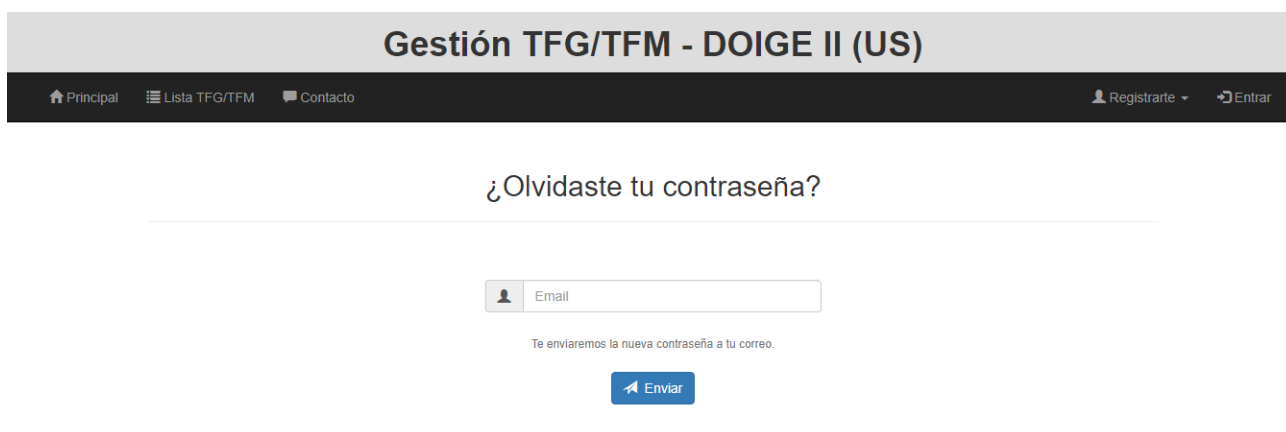 Gestión TFG/TFM - DOIGE II (US)
Principal Lista TFG/TFM Contacto Registrarte Entrar
¿Olvidaste tu contraseña?
Email
Te enviaremos la nueva contraseña a tu correo.
Enviar